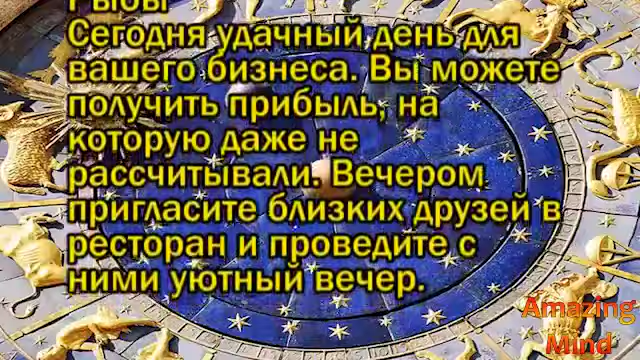 Рыбы
Сегодня удачный день для
вашего бизнеса. Вы можете
получить прибыль, на
которую даже не
рассчитывали. Вечером
пригласите близких друзей в
ресторан и проведите с
ними уютный вечер.
Amazing
Mind